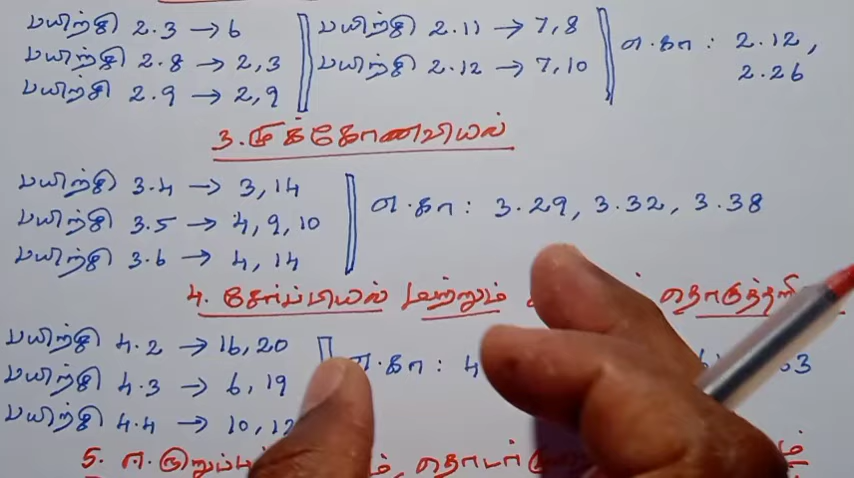 பயிற்சி 2.3 → 6
பயிற்சி 2.8 → 2, 3
பயிற்சி 2.9 → 2, 9
பயிற்சி 2.11 → 7, 8
பயிற்சி 2.12 → 7, 10
எ.கா : 2.12,
2.26
3. முக்கோணவியல்
பயிற்சி 3.4 → 3, 14
பயிற்சி 3.5 → 4, 9, 10
பயிற்சி 3.6 → 4, 14
எ.கா : 3.29, 3.32, 3.38
4. சேர்ப்பியல் மற்றும்
பயிற்சி 4.2 → 16, 20
பயிற்சி 4.3 → 6, 19
பயிற்சி 4.4 → 10, 12
எ.கா : 4
5.